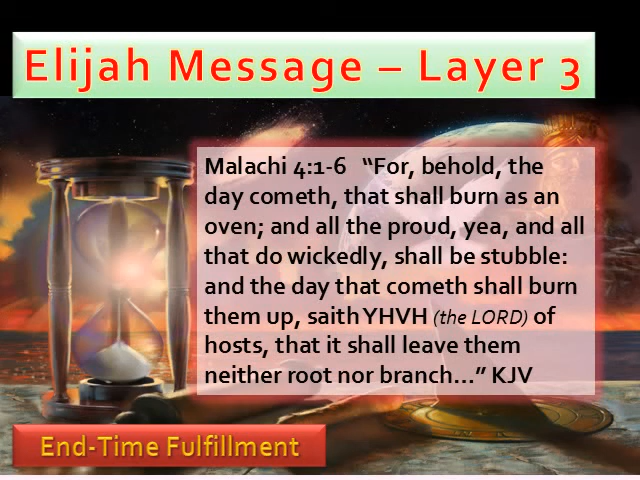 Elijah Message – Layer 3
Malachi 4:1-6 “For, behold, the
day cometh, that shall burn as an
oven; and all the proud, yea, and all
that do wickedly, shall be stubble:
and the day that cometh shall burn
them up, saith YHVH (the LORD) of
hosts, that it shall leave them
neither root nor branch...” KJV
End-Time Fulfillment